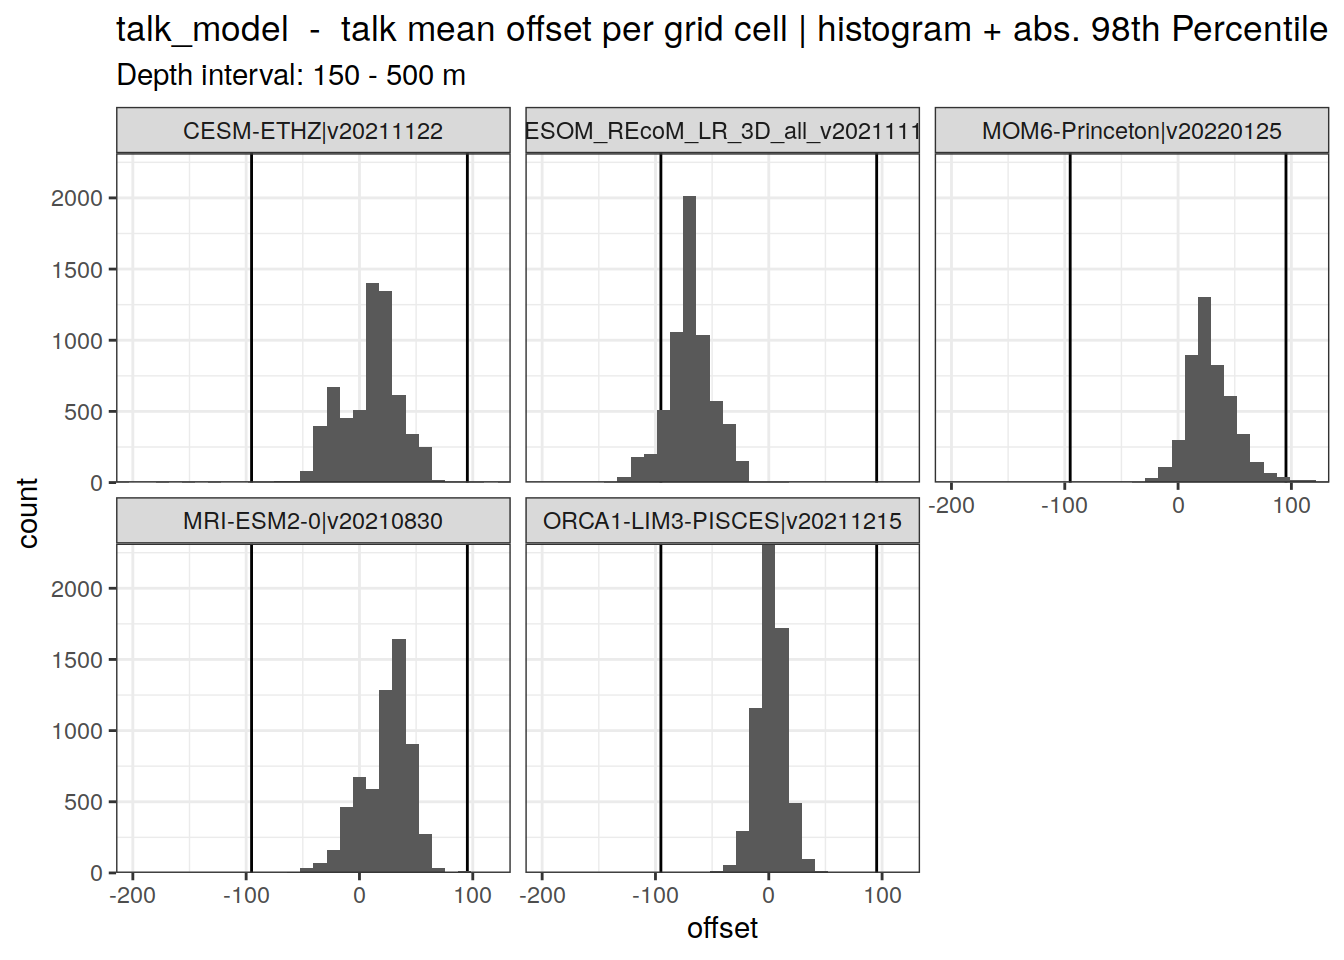 talk_model - talk mean offset per grid cell | histogram + abs. 98th Percentile
Depth interval: 150 - 500 m
CESM-ETHZ|v20211122
ESOM_REcoM_LR_3D_all_v2021111
MOM6-Princeton|v20220125
2000
1500
1000
500
0
-200 -100 0 100
MRI-ESM2-0|v20210830
ORCA1-LIM3-PISCES|v20211215
2000
1500
1000
500
0
-200 -100 0 100
-200 -100 0 100
offset
count